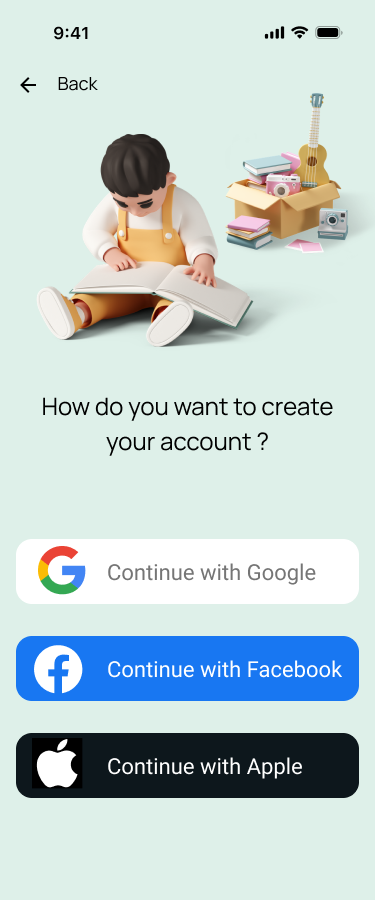 9:41
Back
How do you want to create
your account ?
Continue with Google
Continue with Facebook
Continue with Apple